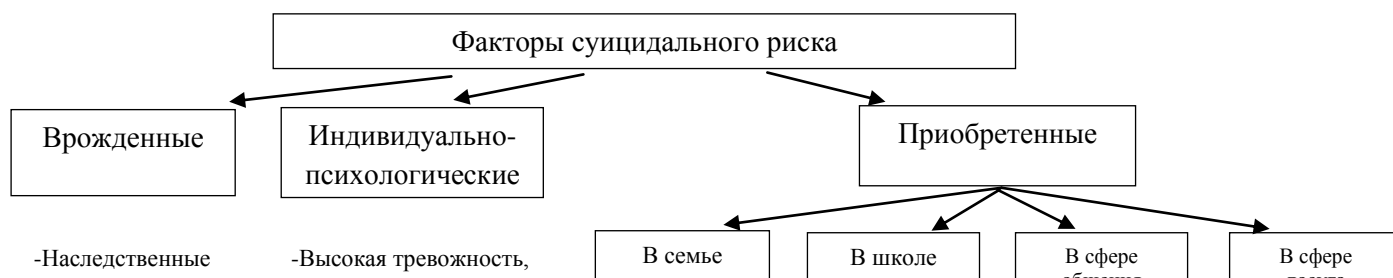 Факторы суицидального риска
Врожденные
Индивидуально-
психологические
Приобретенные
-Наследственные
-Высокая тревожность,
В семье
В школе
В сфере
В сфере